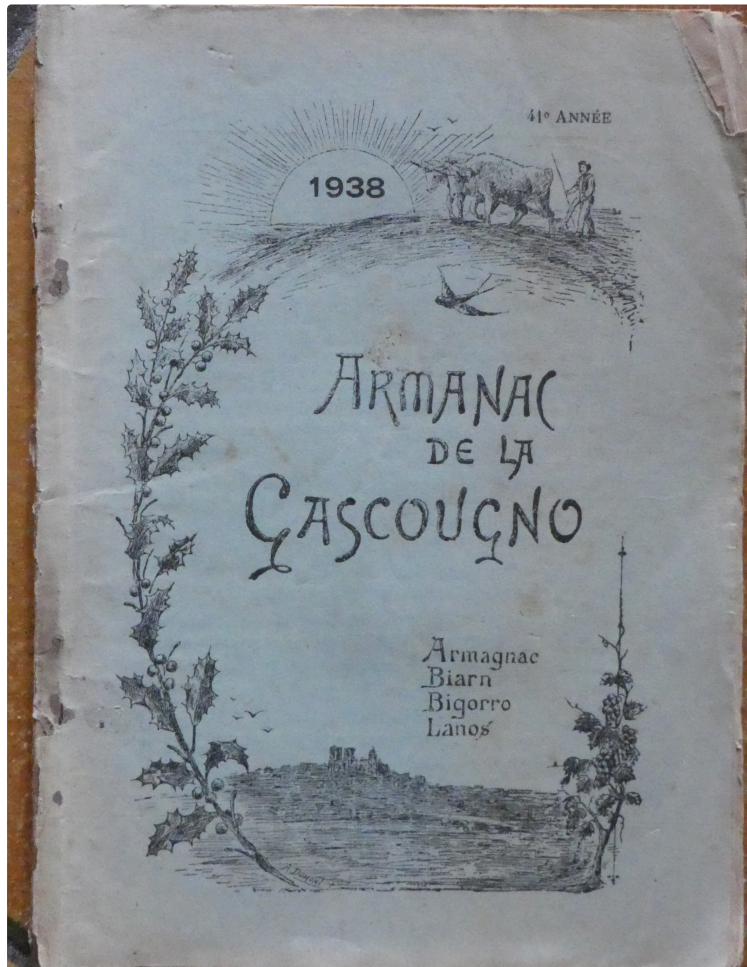 41e ANNÉE
1938
ARMANAC
DE LA
GASCOUGNO
Armagnac
Biarn
Bigorro
Lanos